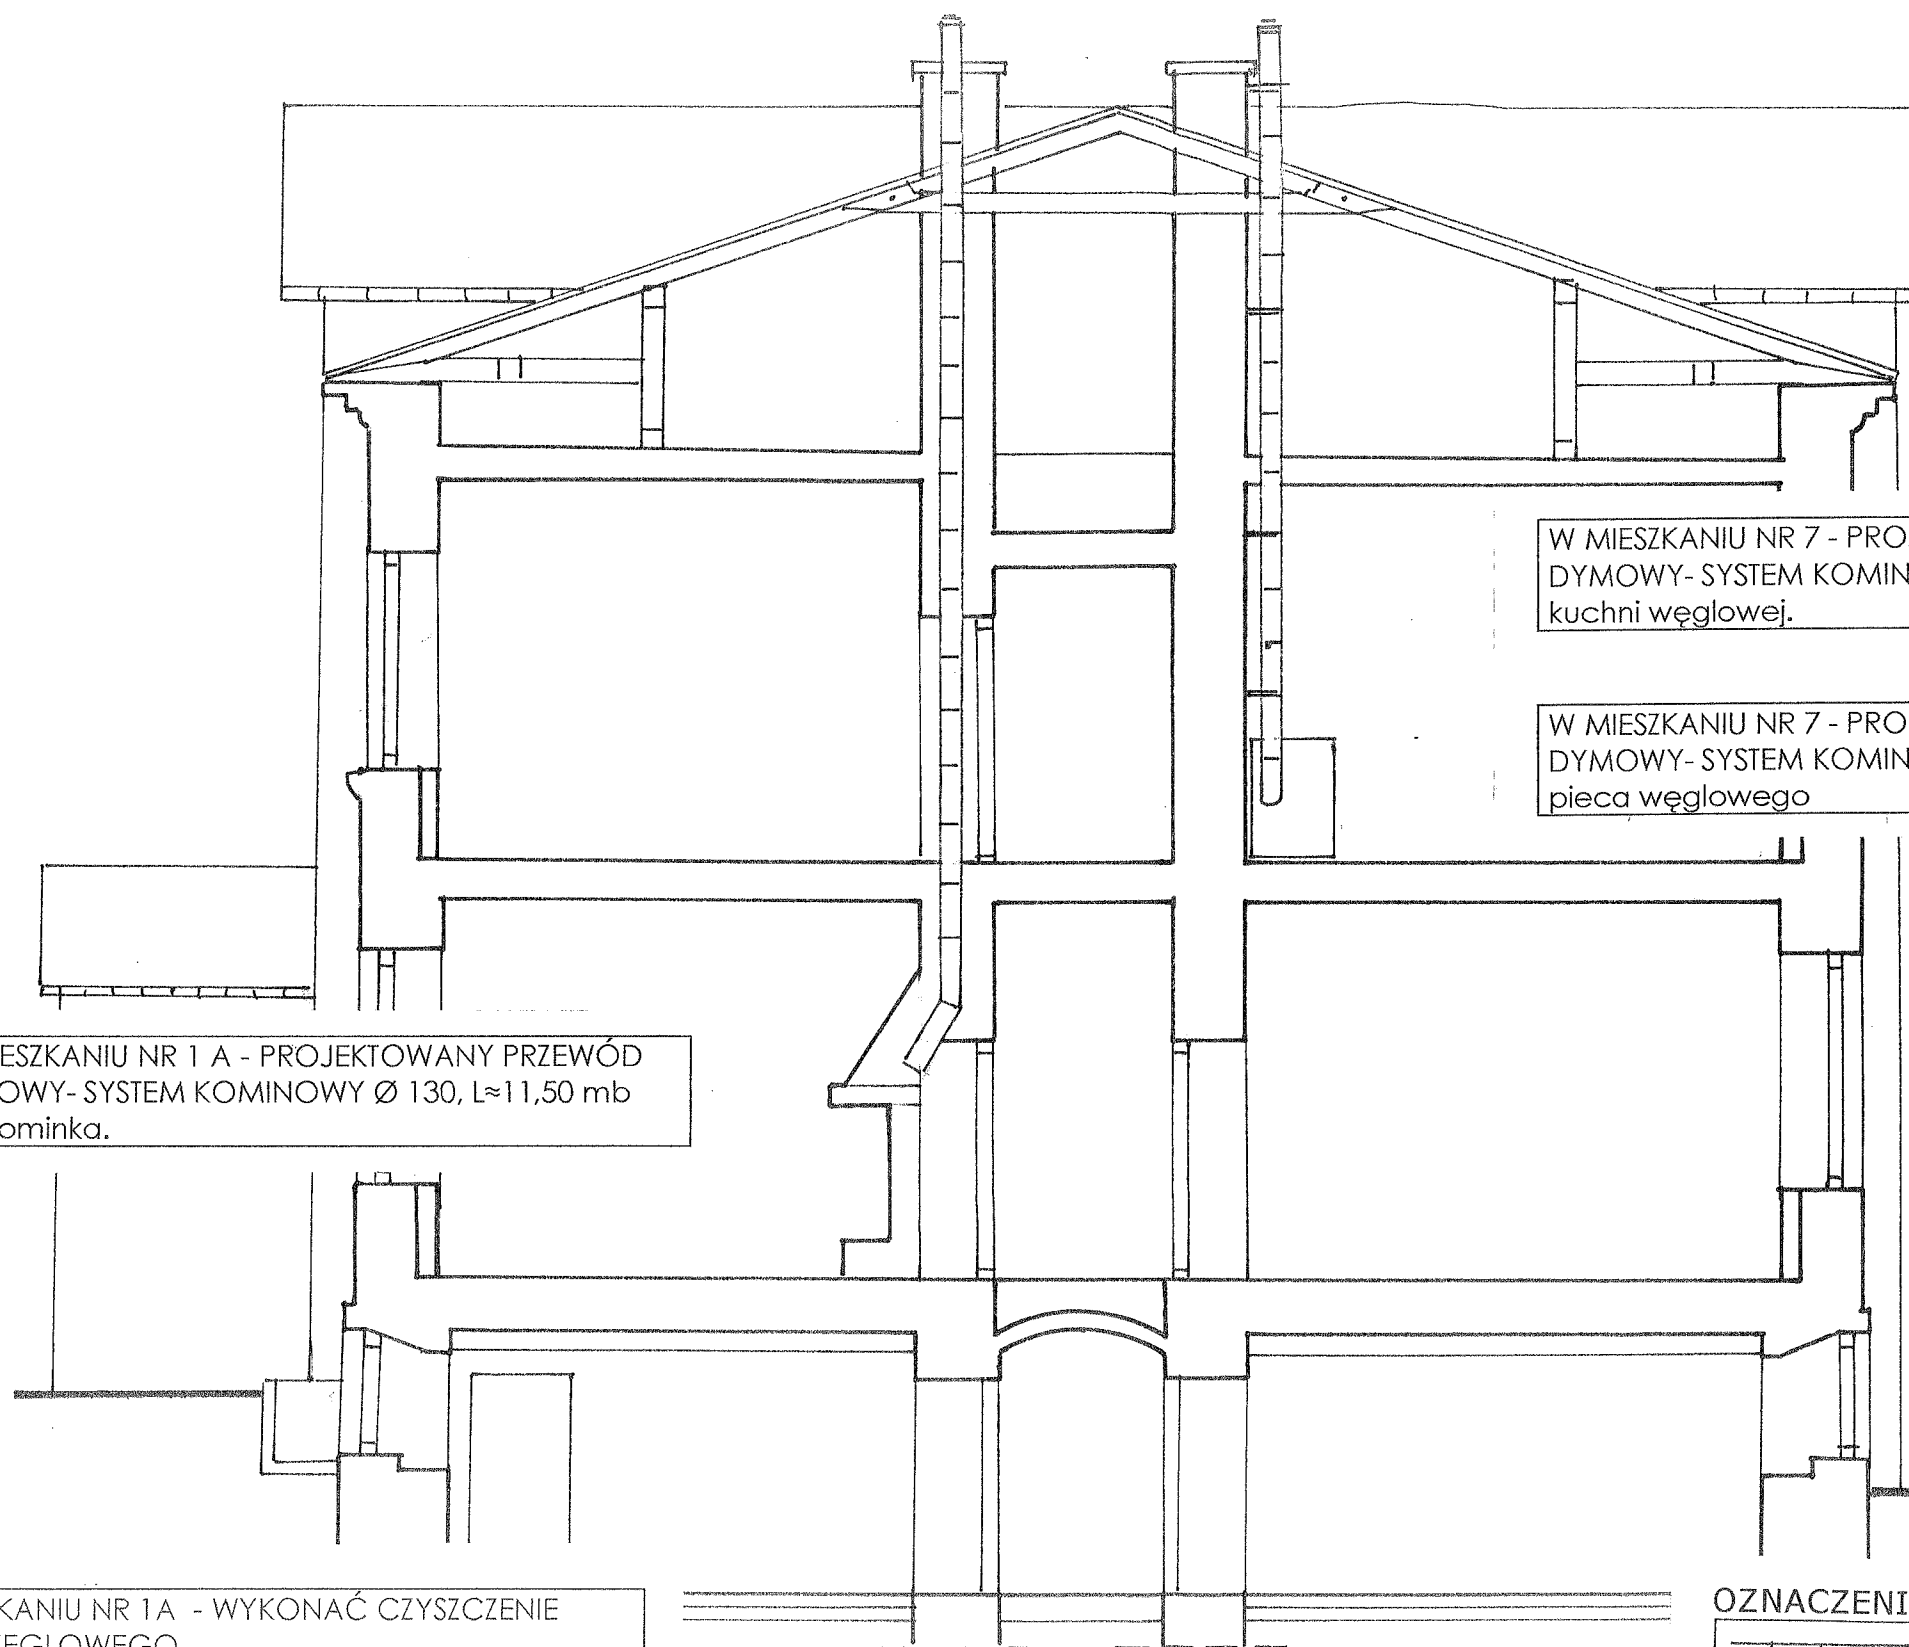 W MIESZKANIU NR 7 - PRO
DYMOWY- SYSTEM KOMIN
kuchni węglowej.
W MIESZKANIU NR 7 - PRO
DYMOWY- SYSTEM KOMIN
pieca węglowego
ESZKANIU NR 1 A - PROJEKTOWANY PRZEWÓD
OWY- SYSTEM KOMINOWY Ø 130, L≈11,50 mb
ominka.
KANIU NR 1A - WYKONAĆ CZYSZCZENIE
ĘGLOWEGO
OZNACZENI